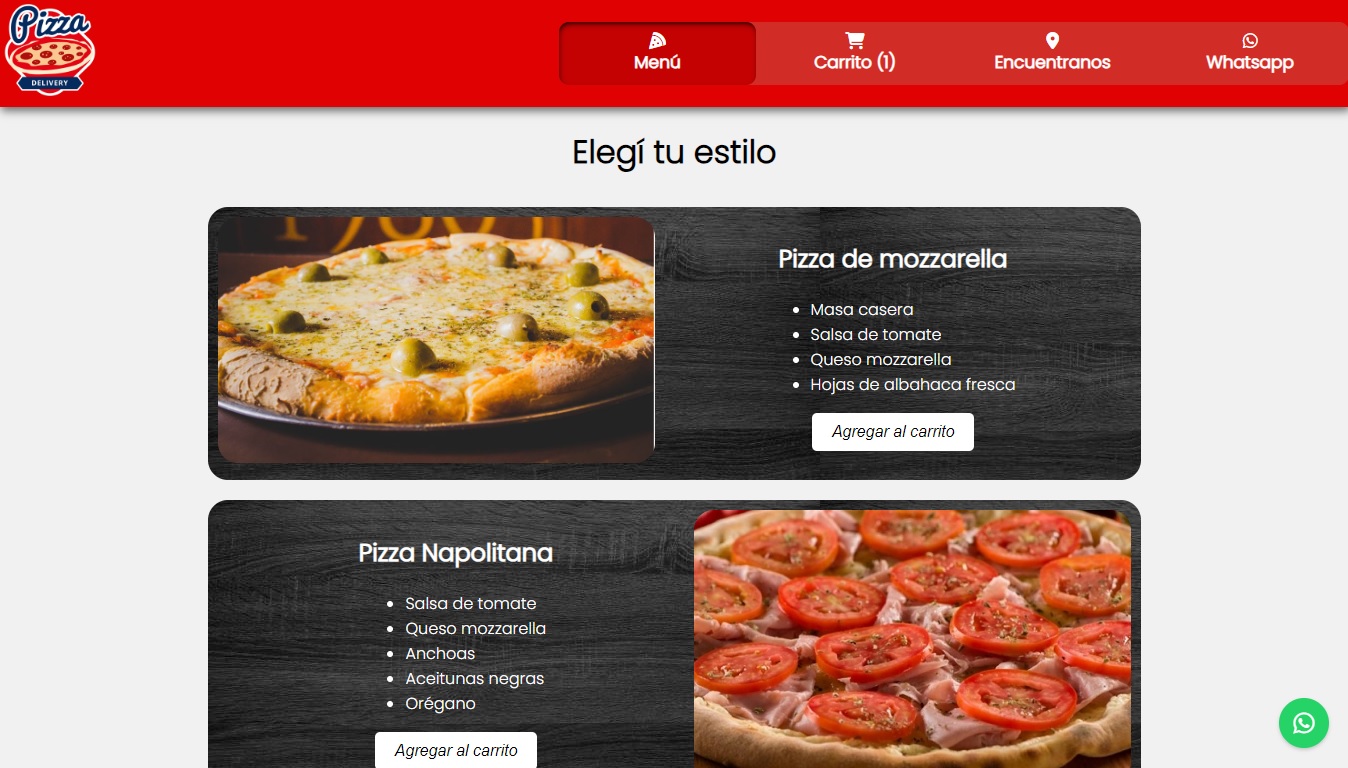 Pizza
DELIVERY
Menú
Carrito (1)
Encuentranos
Whatsapp
Elegí tu estilo
Pizza de mozzarella
Masa casera
Salsa de tomate
Queso mozzarella
Hojas de albahaca fresca
Agregar al carrito
Pizza Napolitana
Salsa de tomate
Queso mozzarella
Anchoas
Aceitunas negras
Orégano
Agregar al carrito